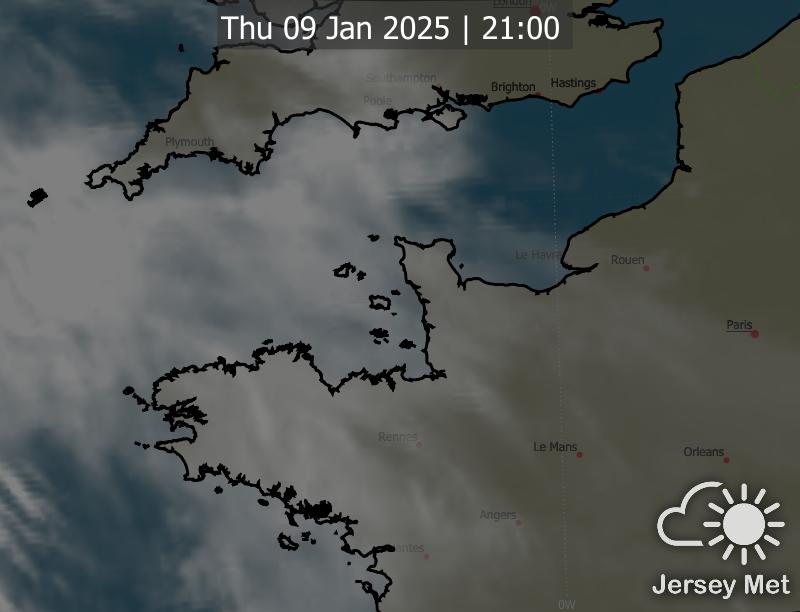 London
0W
Thu 09 Jan 2025 | 21:00
Southampton
Brighton
Hastings
Poole
Plymouth
Le Havre
Rouen
Paris
Rennes
Le Mans
Orleans
Angers
Jersey Met
0W